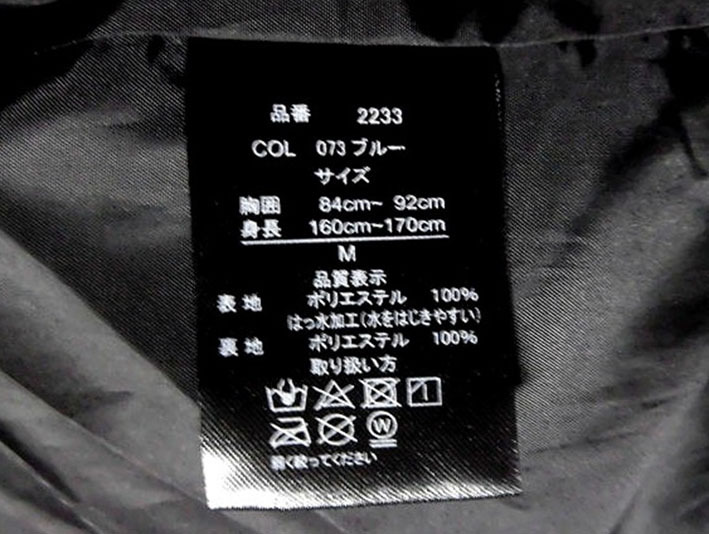 品番 2233
COL 073 ブルー
サイズ
胸囲 84cm~ 92cm
身長 160cm~170cm
M
品質表示
表地 ポリエステル 100%
はっ水加工(水をはじきやすい)
裏地 ポリエステル 100%
取り扱い方
W
弱く絞ってください